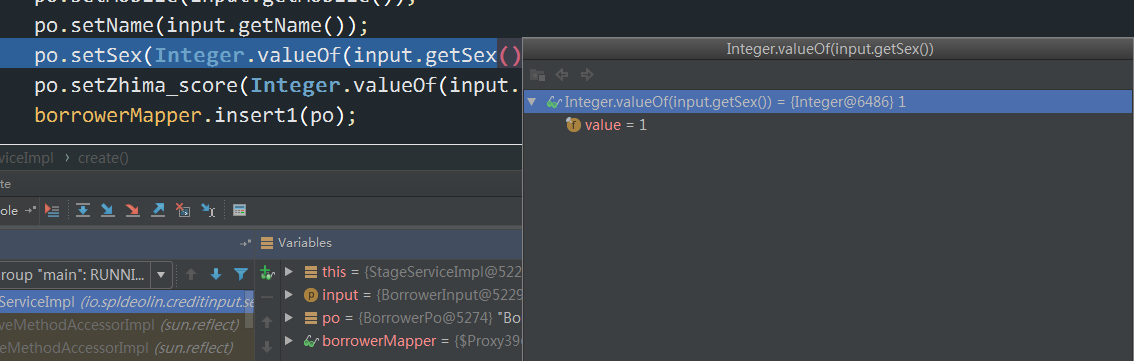 po.setMobile(input.getMobile());
po.setName(input.getName());
po.setSex(Integer.valueOf(input.getSex()
po.setZhima_score(Integer.valueOf(input.
borrowerMapper.insert1(po);
Integer.valueOf(input.getSex())
Integer.valueOf(input.getSex()) = {Integer@6486} 1
f value = 1
viceImpl › create()
te
ole
Variables
roup "main": RUNNI...
ServiceImpl (io.spldeolin.creditinput.se
veMethodAccessorImpl (sun.reflect)
eMethodAccessorImpl (sun.reflect)
this = {StageServiceImpl@522
p input = {BorrowerInput@5229
po = {BorrowerPo@5274} "Bo
borrowerMapper = {$Proxy39